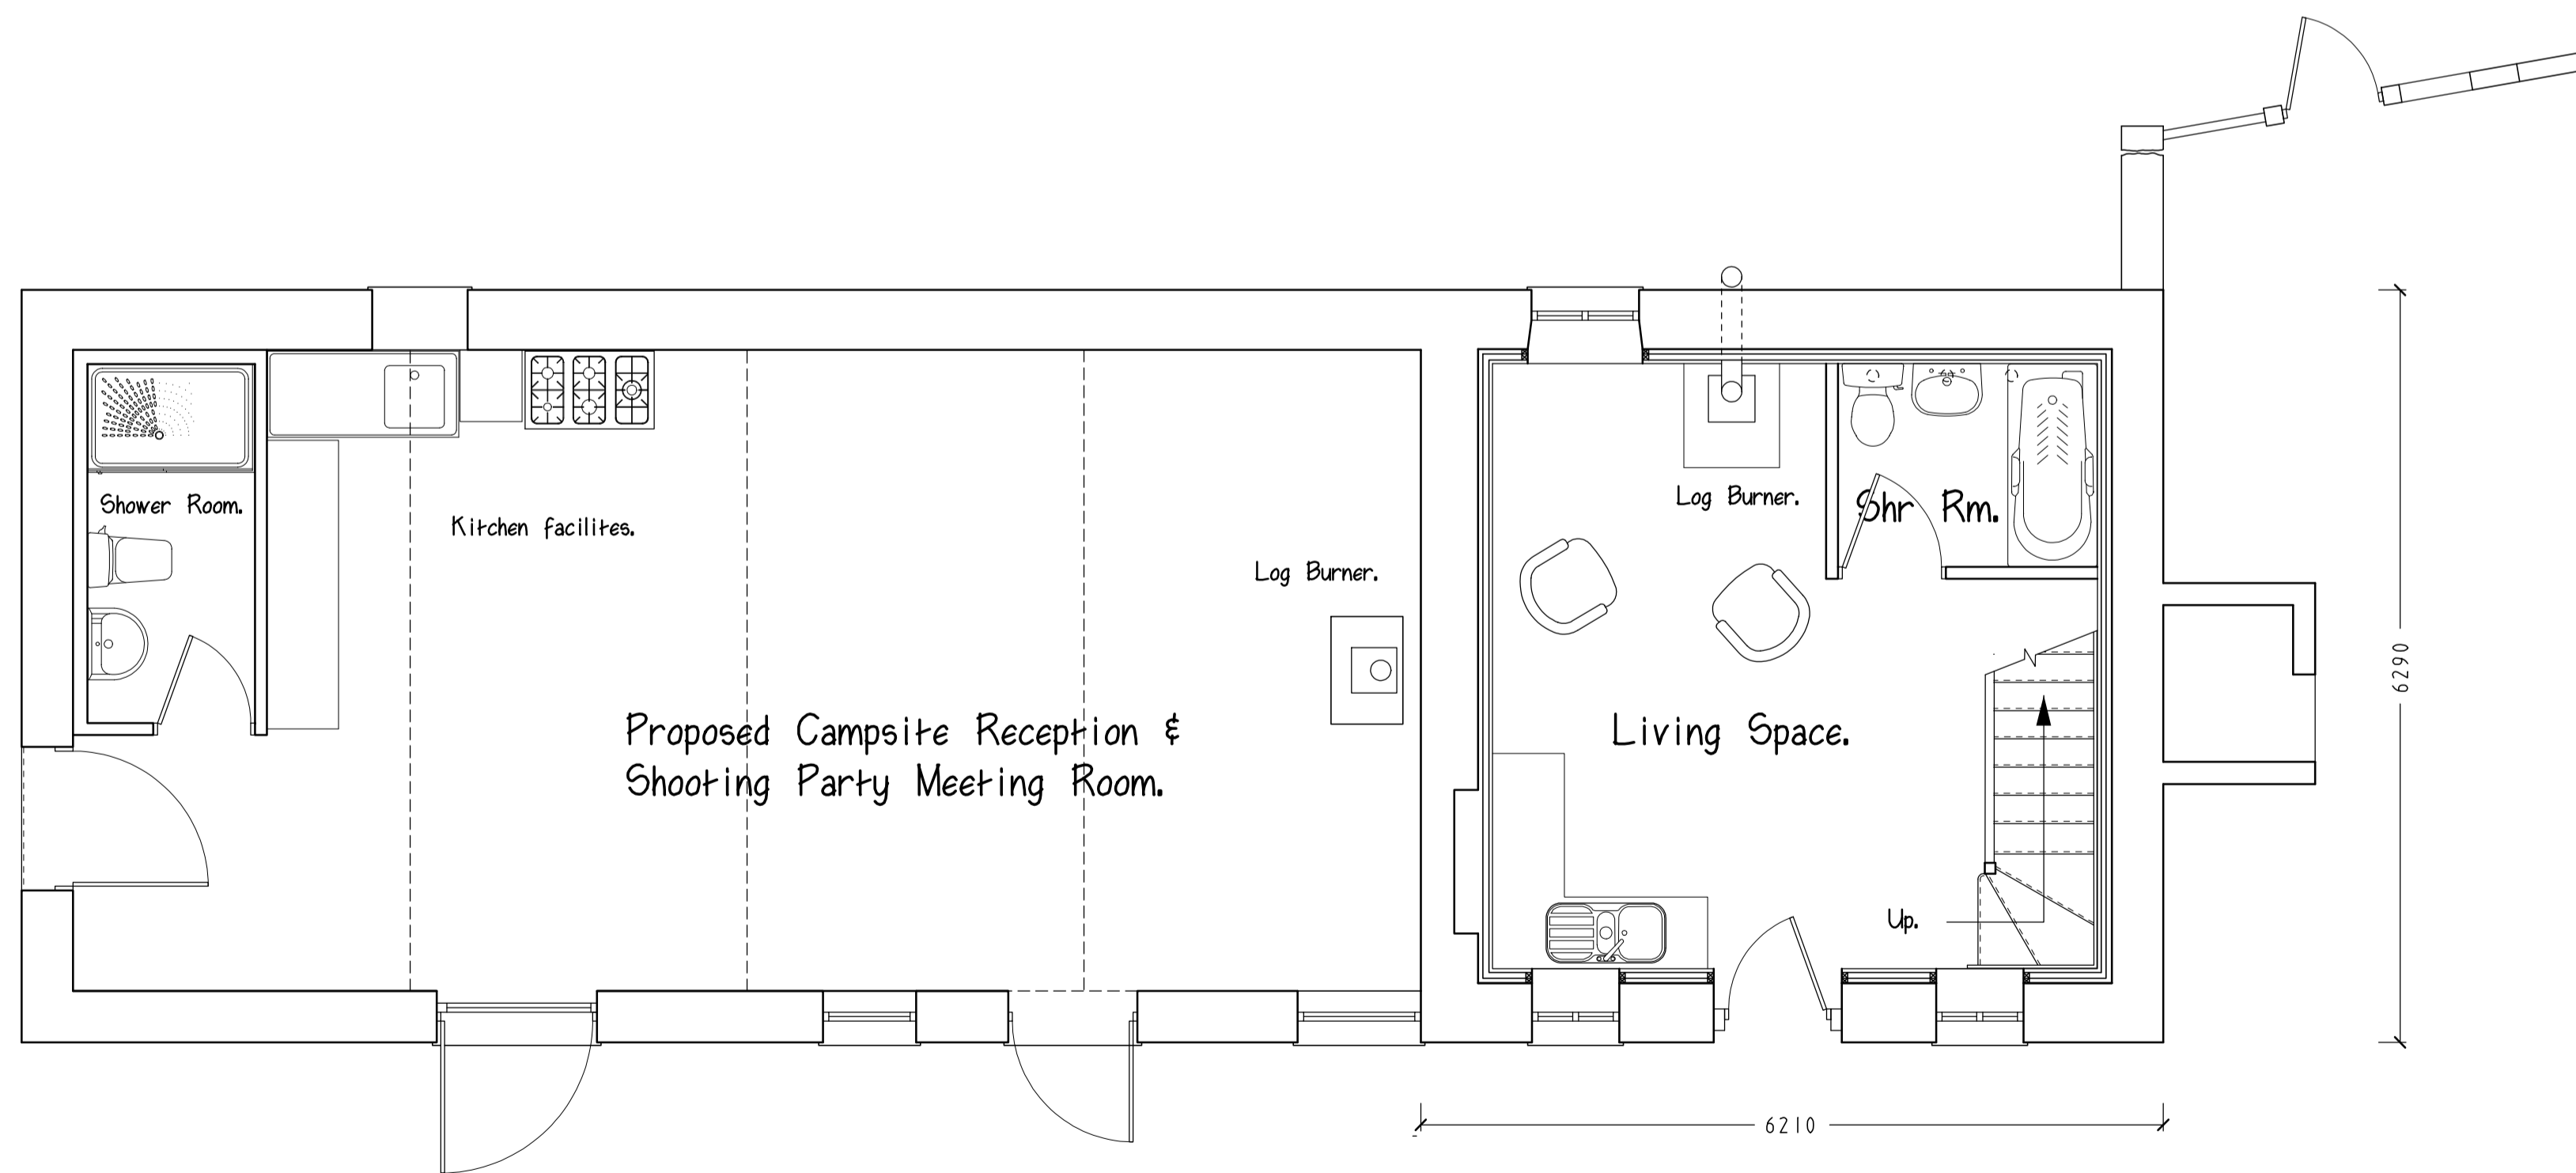 Shower Room.
Kitchen facilites.
Log Burner.
Proposed Campsite Reception &
Shooting Party Meeting Room.
Log Burner.
Shr Rm.
Living Space.
Up.
6290
6210